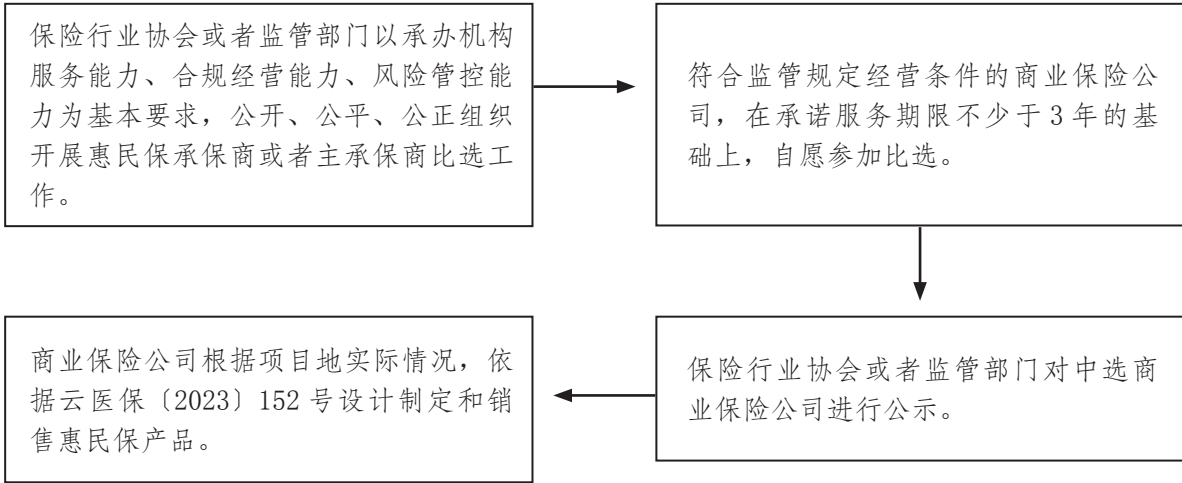 保险行业协会或者监管部门以承办机构
服务能力、合规经营能力、风险管控能
力为基本要求，公开、公平、公正组织
开展惠民保承保商或者主承保商比选工
作。
符合监管规定经营条件的商业保险公
司，在承诺服务期限不少于3年的基
础上，自愿参加比选。
保险行业协会或者监管部门对中选商
业保险公司进行公示。
商业保险公司根据项目地实际情况，依
据云医保〔2023〕152号设计制定和销
售惠民保产品。